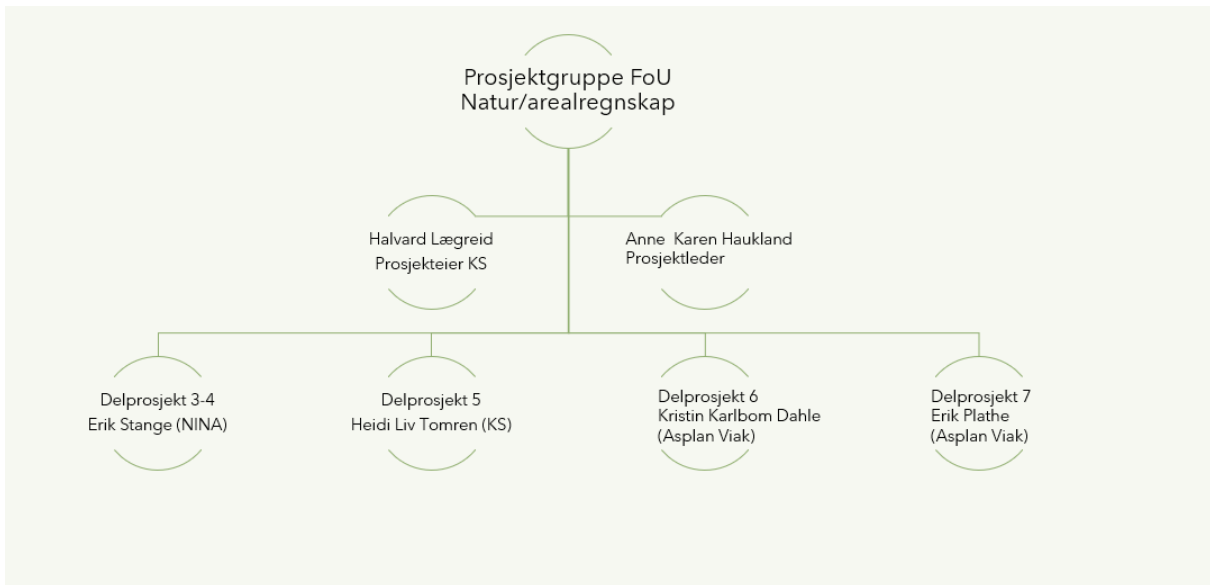 Prosjektgruppe FoU
Natur/arealregnskap
Halvard Lægreid
Prosjekteier KS
Anne Karen Haukland
Prosjektleder
Delprosjekt 3-4
Erik Stange (NINA)
Delprosjekt 5
Heidi Liv Tomren (KS)
Delprosjekt 6
Kristin Karlbom Dahle
(Asplan Viak)
Delprosjekt 7
Erik Plathe
(Asplan Viak)